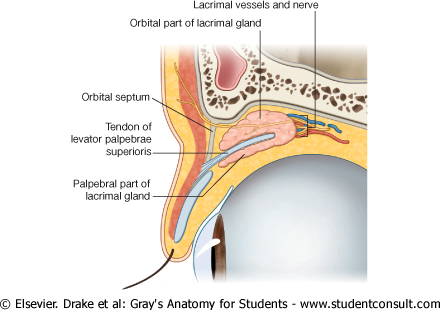 Lacrimal vessels and nerve
Orbital part of lacrimal gland
Orbital septum
Tendon of
levator palpebrae
superioris
Palpebral part of
lacrimal gland
© Elsevier. Drake et al: Gray's Anatomy for Students - www.studentconsult.com